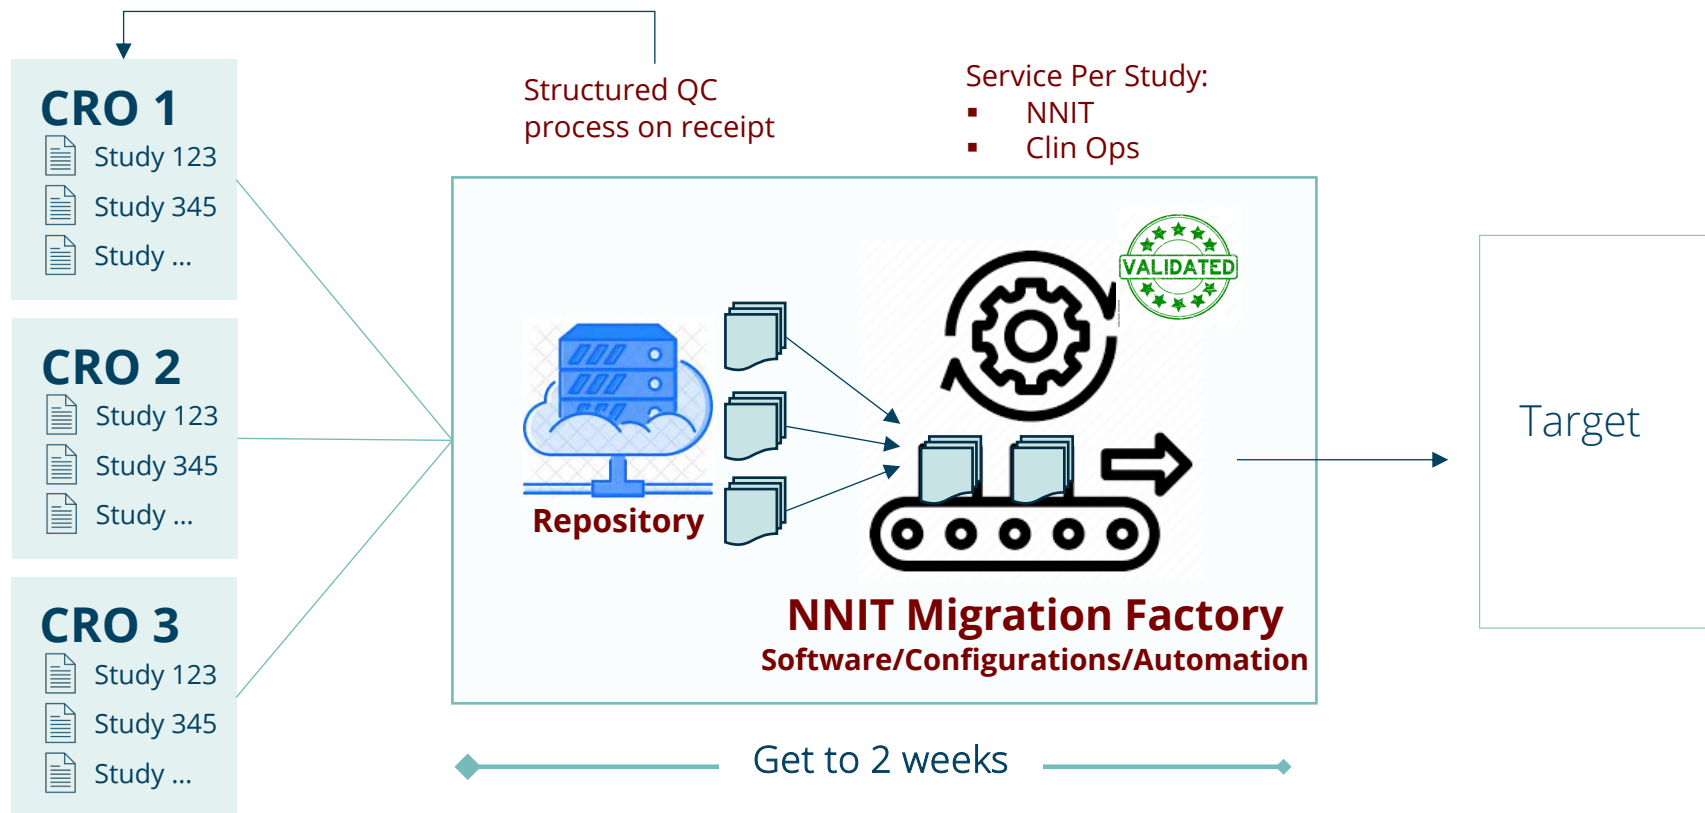 CRO 1
Study 123
Study 345
Study ...
CRO 2
Study 123
Study 345
Study ...
CRO 3
Study 123
Study 345
Study ...
Structured QC
process on receipt
Service Per Study:
▪ NNIT
▪ Clin Ops
VALIDATED
Repository
NNIT Migration Factory
Software/Configurations/Automation
Get to 2 weeks
Target